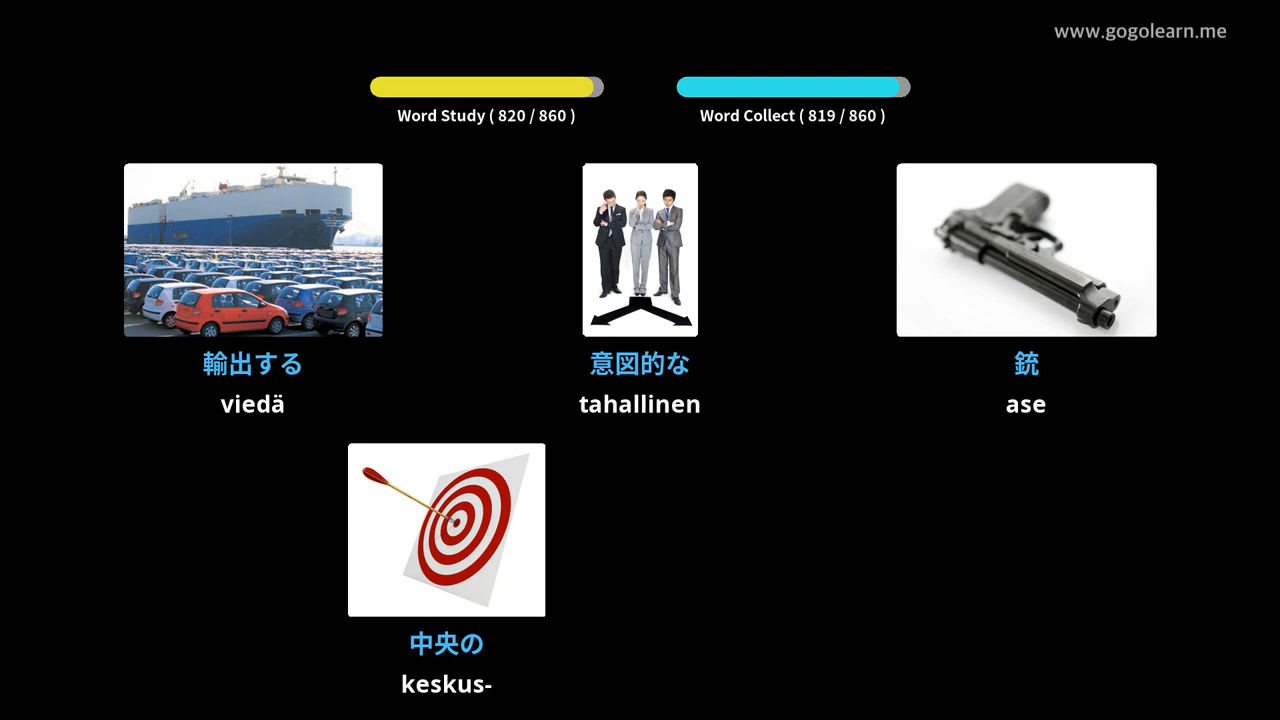 www.gogolearn.me
Word Study ( 820 / 860 )
Word Collect ( 819 / 860 )
輸出する
viedä
意図的な
tahallinen
銃
ase
中央の
keskus-